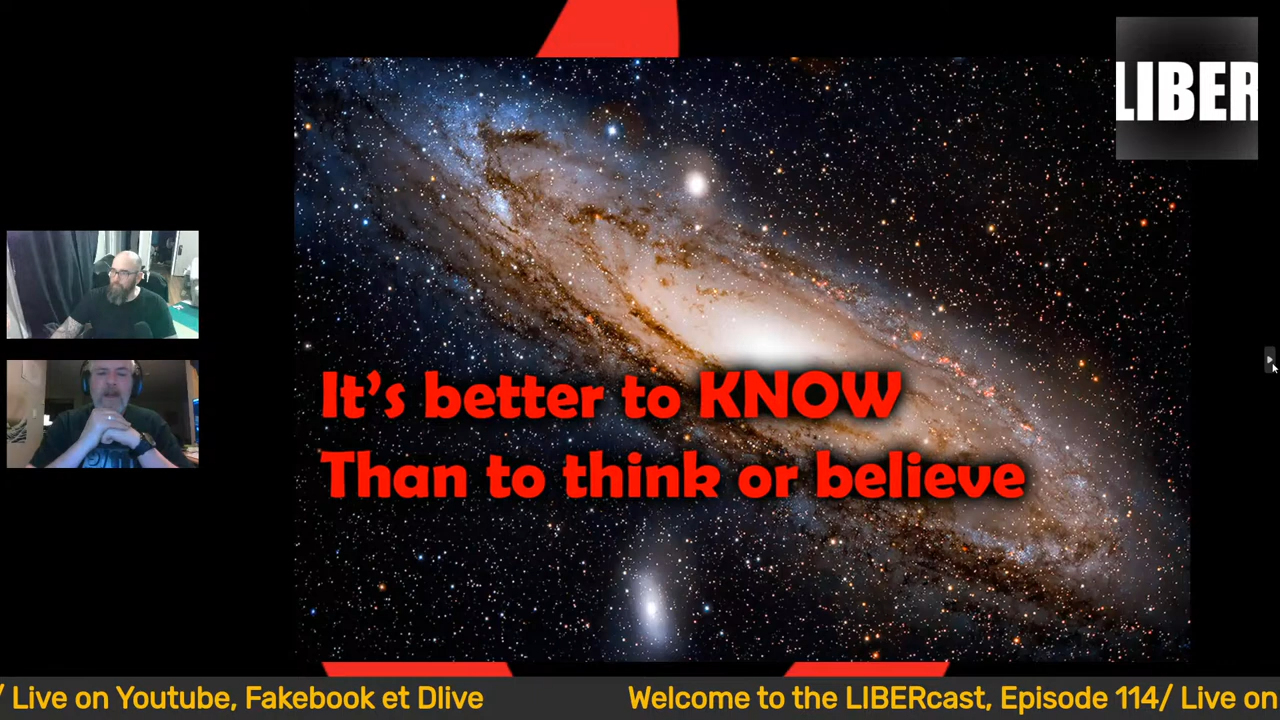 LIBER
It's better to KNOW
Than to think or believe
/ Live on Youtube, Fakebook et Dlive
Welcome to the LIBERcast, Episode 114/ Live on